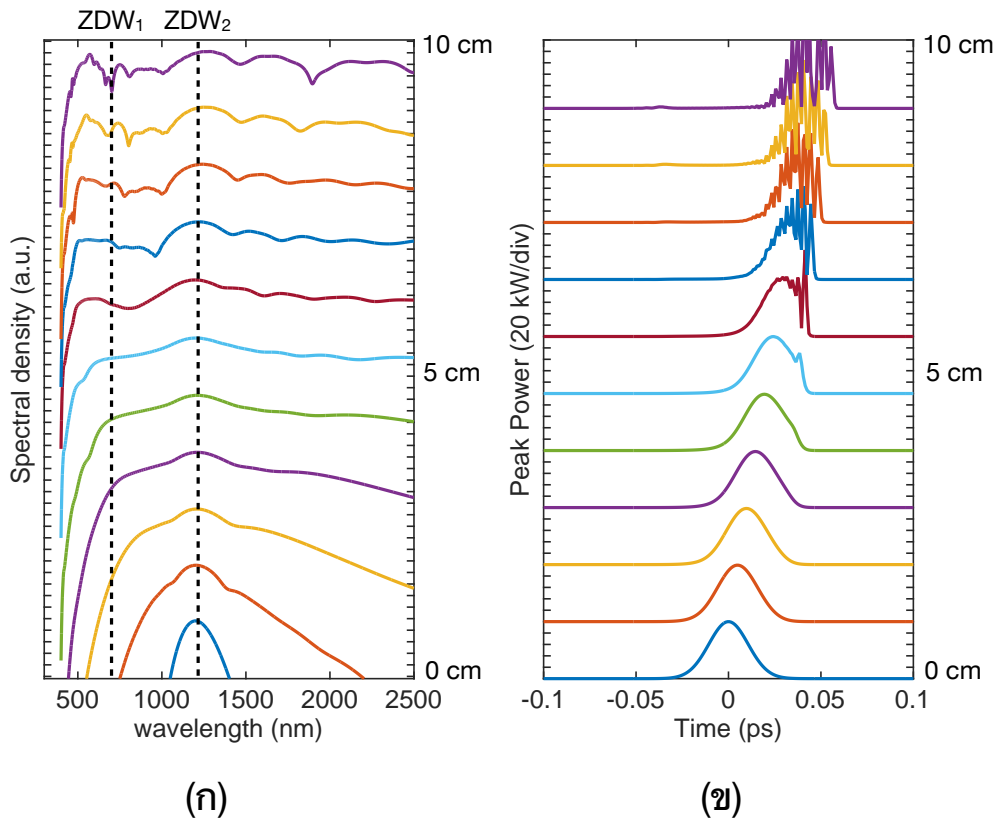 ZDW₁ ZDW₂
10 cm
5 cm
0 cm
Spectral density (a.u.)
500 1000 1500 2000 2500
wavelength (nm)
(ก)
10 cm
5 cm
0 cm
Peak Power (20 kW/div)
-0.1 -0.05 0 0.05 0.1
Time (ps)
(ข)